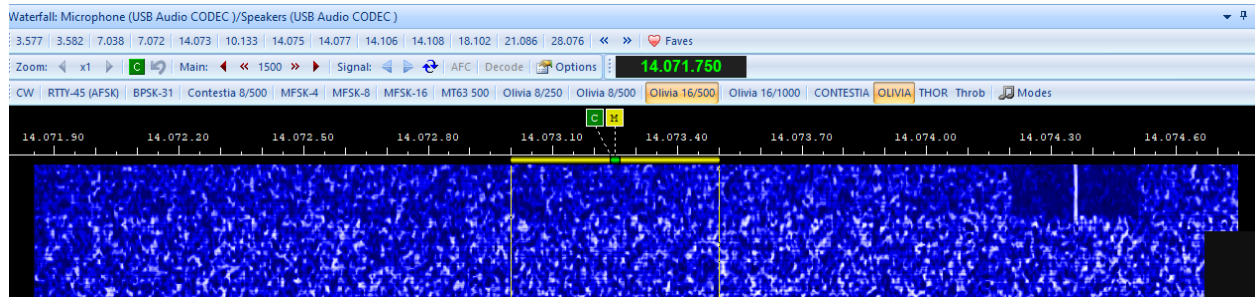 Waterfall: Microphone (USB Audio CODEC )/Speakers (USB Audio CODEC )
3.577 3.582 7.038 7.072 14.073 10.133 14.075 14.077 14.106 14.108 18.102 21.086 28.076 « » Faves
Zoom: x1 C Main: « 1500 » Signal: AFC Decode Options 14.071.750
CW RTTY-45 (AFSK) BPSK-31 Contestia 8/500 MFSK-4 MFSK-8 MFSK-16 MT63 500 Olivia 8/250 Olivia 8/500 Olivia 16/500 Olivia 16/1000 CONTESTIA OLIVIA THOR Throb Modes
C M
14.071.90 14.072.20 14.072.50 14.072.80 14.073.10 14.073.40 14.073.70 14.074.00 14.074.30 14.074.60